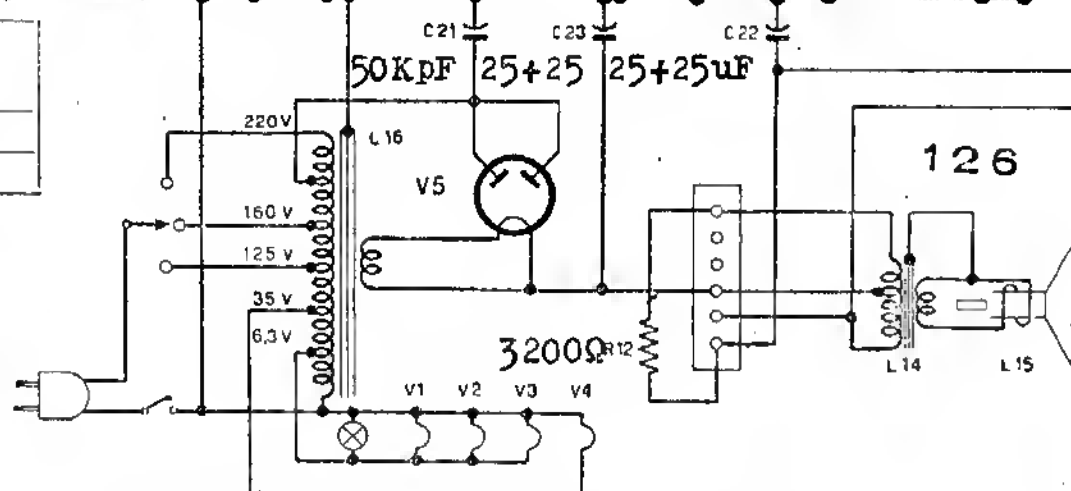 C21
C23
C22
50KpF
25+25
25+25uF
220V
L16
126
V5
160 V
125 V
35 V
6,3V
3200Ω
R12
L14
L15
V1
V2
V3
V4